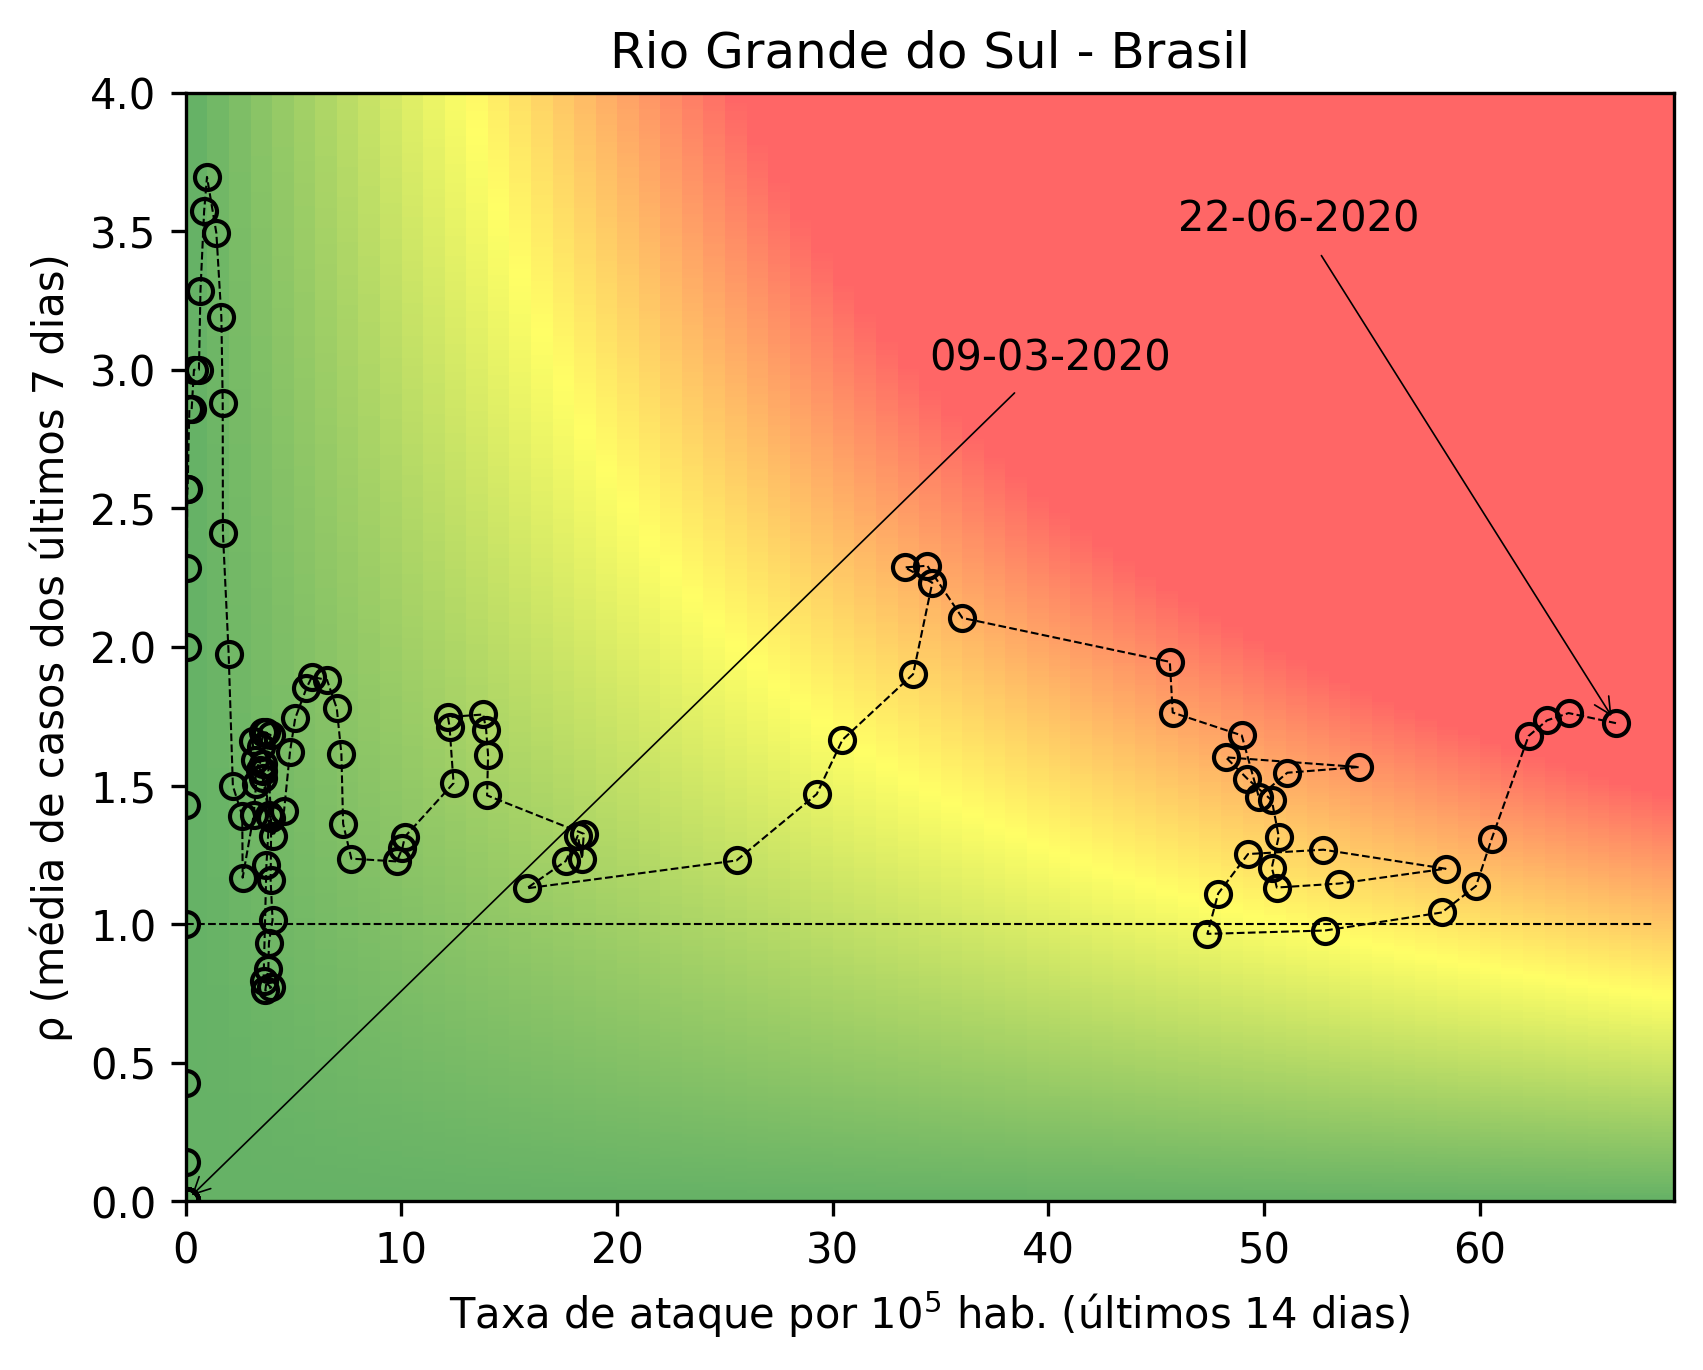 Rio Grande do Sul - Brasil
4.0
3.5
3.0
2.5
2.0
1.5
1.0
0.5
0.0
ρ (média de casos dos últimos 7 dias)
22-06-2020
09-03-2020
0 10 20 30 40 50 60
Taxa de ataque por 10⁵ hab. (últimos 14 dias)